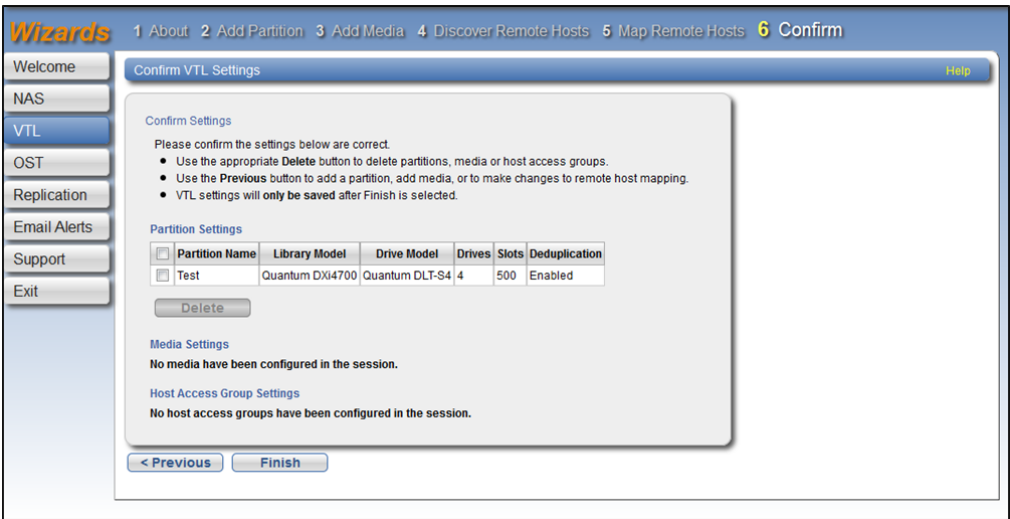 Wizards 1 About 2 Add Partition 3 Add Media 4 Discover Remote Hosts 5 Map Remote Hosts 6 Confirm
Welcome
NAS
VTL
OST
Replication
Email Alerts
Support
Exit
Confirm VTL Settings Help
Confirm Settings
Please confirm the settings below are correct.
• Use the appropriate Delete button to delete partitions, media or host access groups.
• Use the Previous button to add a partition, add media, or to make changes to remote host mapping.
• VTL settings will only be saved after Finish is selected.
Partition Settings
Partition Name Library Model Drive Model Drives Slots Deduplication
Test Quantum DXi4700 Quantum DLT-S4 4 500 Enabled
Delete
Media Settings
No media have been configured in the session.
Host Access Group Settings
No host access groups have been configured in the session.
< Previous Finish